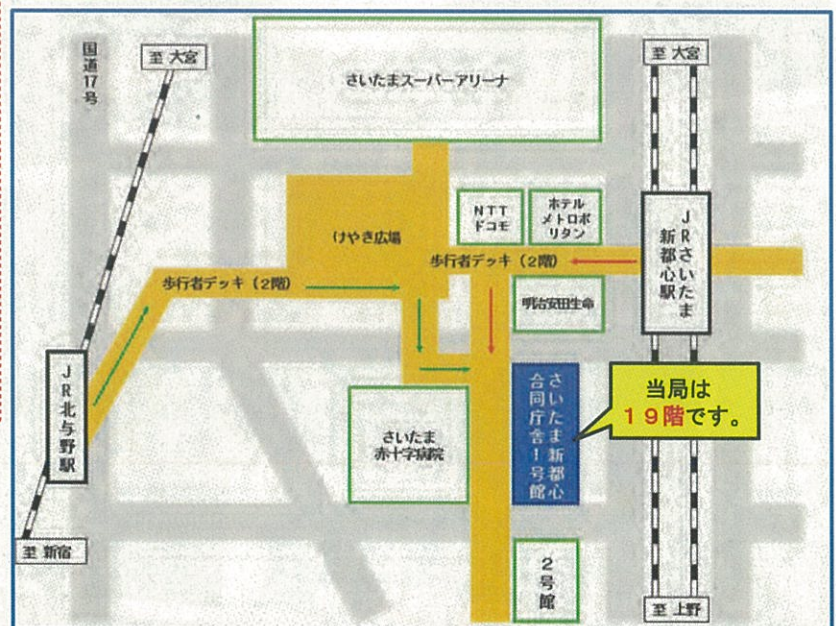 国道17号
至 大宮
さいたまスーパーアリーナ
至 大宮
NTT
ドコモ
ホテル
メトロポ
リタン
けやき広場
JRさいたま
新都心駅
歩行者デッキ（2階）
歩行者デッキ（2階）
明治安田生命
JR北与野駅
さいたま
赤十字病院
さいたま新都心
合同庁舎１号館
当局は
１９階です。
至 新宿
２号館
至 上野